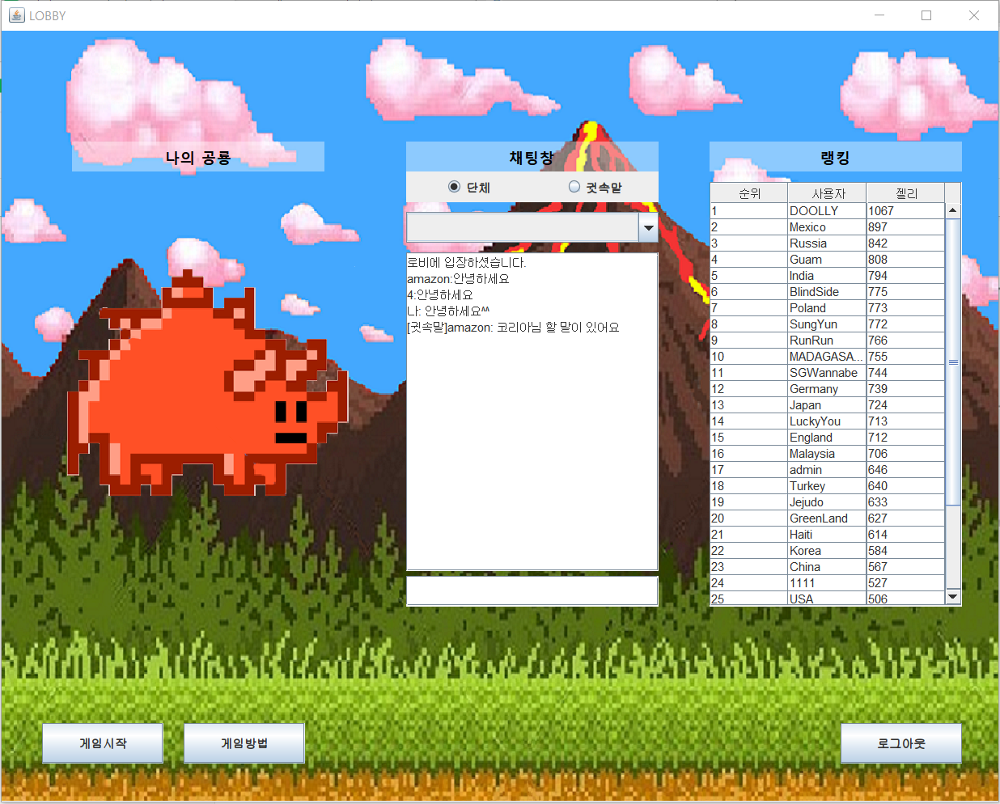 LOBBY
나의 공룡
채팅창
단체
귓속말
로비에 입장하셨습니다.
amazon:안녕하세요
4:안녕하세요
나: 안녕하세요^^
[귓속말]amazon: 코리아님 할 말이 있어요
랭킹
순위 사용자 젤리
1 DOOLLY 1067
2 Mexico 897
3 Russia 842
4 Guam 808
5 India 794
6 BlindSide 775
7 Poland 773
8 SungYun 772
9 RunRun 766
10 MADAGASA... 755
11 SGWannabe 744
12 Germany 739
13 Japan 724
14 LuckyYou 713
15 England 712
16 Malaysia 706
17 admin 646
18 Turkey 640
19 Jejudo 633
20 GreenLand 627
21 Haiti 614
22 Korea 584
23 China 567
24 1111 527
25 USA 506
게임시작
게임방법
로그아웃